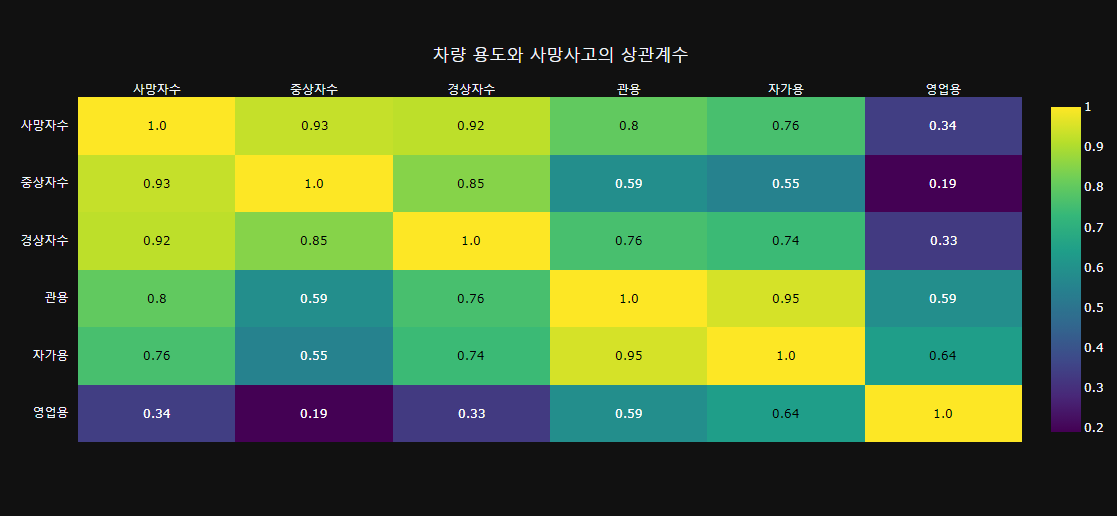 차량 용도와 사망사고의 상관계수
사망자수 중상자수 경상자수 관용 자가용 영업용
사망자수 1.0 0.93 0.92 0.8 0.76 0.34
중상자수 0.93 1.0 0.85 0.59 0.55 0.19
경상자수 0.92 0.85 1.0 0.76 0.74 0.33
관용 0.8 0.59 0.76 1.0 0.95 0.59
자가용 0.76 0.55 0.74 0.95 1.0 0.64
영업용 0.34 0.19 0.33 0.59 0.64 1.0
1
0.9
0.8
0.7
0.6
0.5
0.4
0.3
0.2